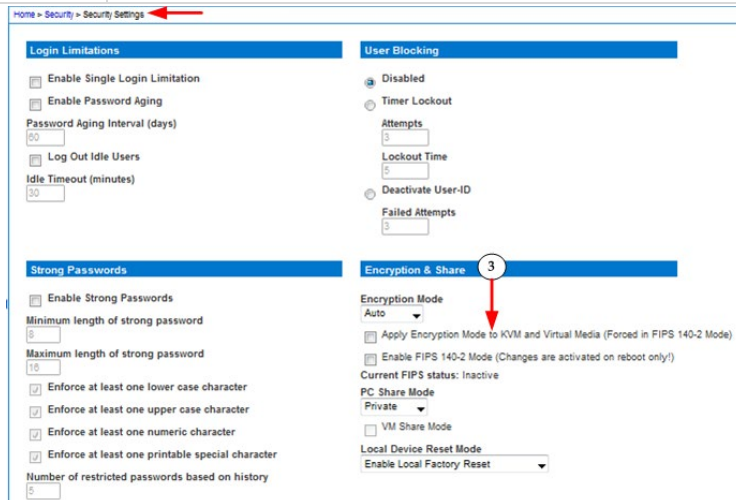 Home > Security > Security Settings
Login Limitations
Enable Single Login Limitation
Enable Password Aging
Password Aging Interval (days)
60
Log Out Idle Users
Idle Timeout (minutes)
30
User Blocking
Disabled
Timer Lockout
Attempts
3
Lockout Time
5
Deactivate User-ID
Failed Attempts
3
Strong Passwords
Enable Strong Passwords
Minimum length of strong password
8
Maximum length of strong password
16
Enforce at least one lower case character
Enforce at least one upper case character
Enforce at least one numeric character
Enforce at least one printable special character
Number of restricted passwords based on history
5
Encryption & Share
3
Encryption Mode
Auto
Apply Encryption Mode to KVM and Virtual Media (Forced in FIPS 140-2 Mode)
Enable FIPS 140-2 Mode (Changes are activated on reboot only!)
Current FIPS status: Inactive
PC Share Mode
Private
VM Share Mode
Local Device Reset Mode
Enable Local Factory Reset